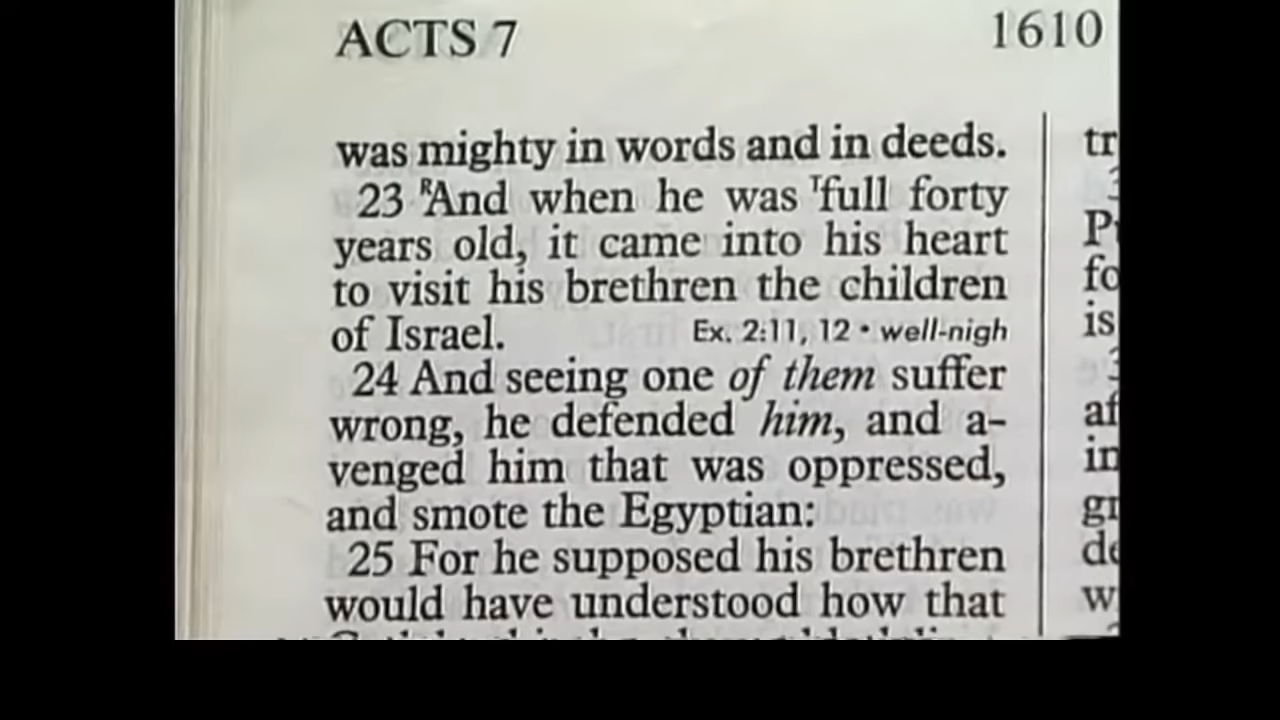 ACTS 7
1610
was mighty in words and in deeds.
23 ᴿAnd when he was ᵀfull forty
years old, it came into his heart
to visit his brethren the children
of Israel. Ex. 2:11, 12 • well-nigh
24 And seeing one of them suffer
wrong, he defended him, and a-
venged him that was oppressed,
and smote the Egyptian:
25 For he supposed his brethren
would have understood how that